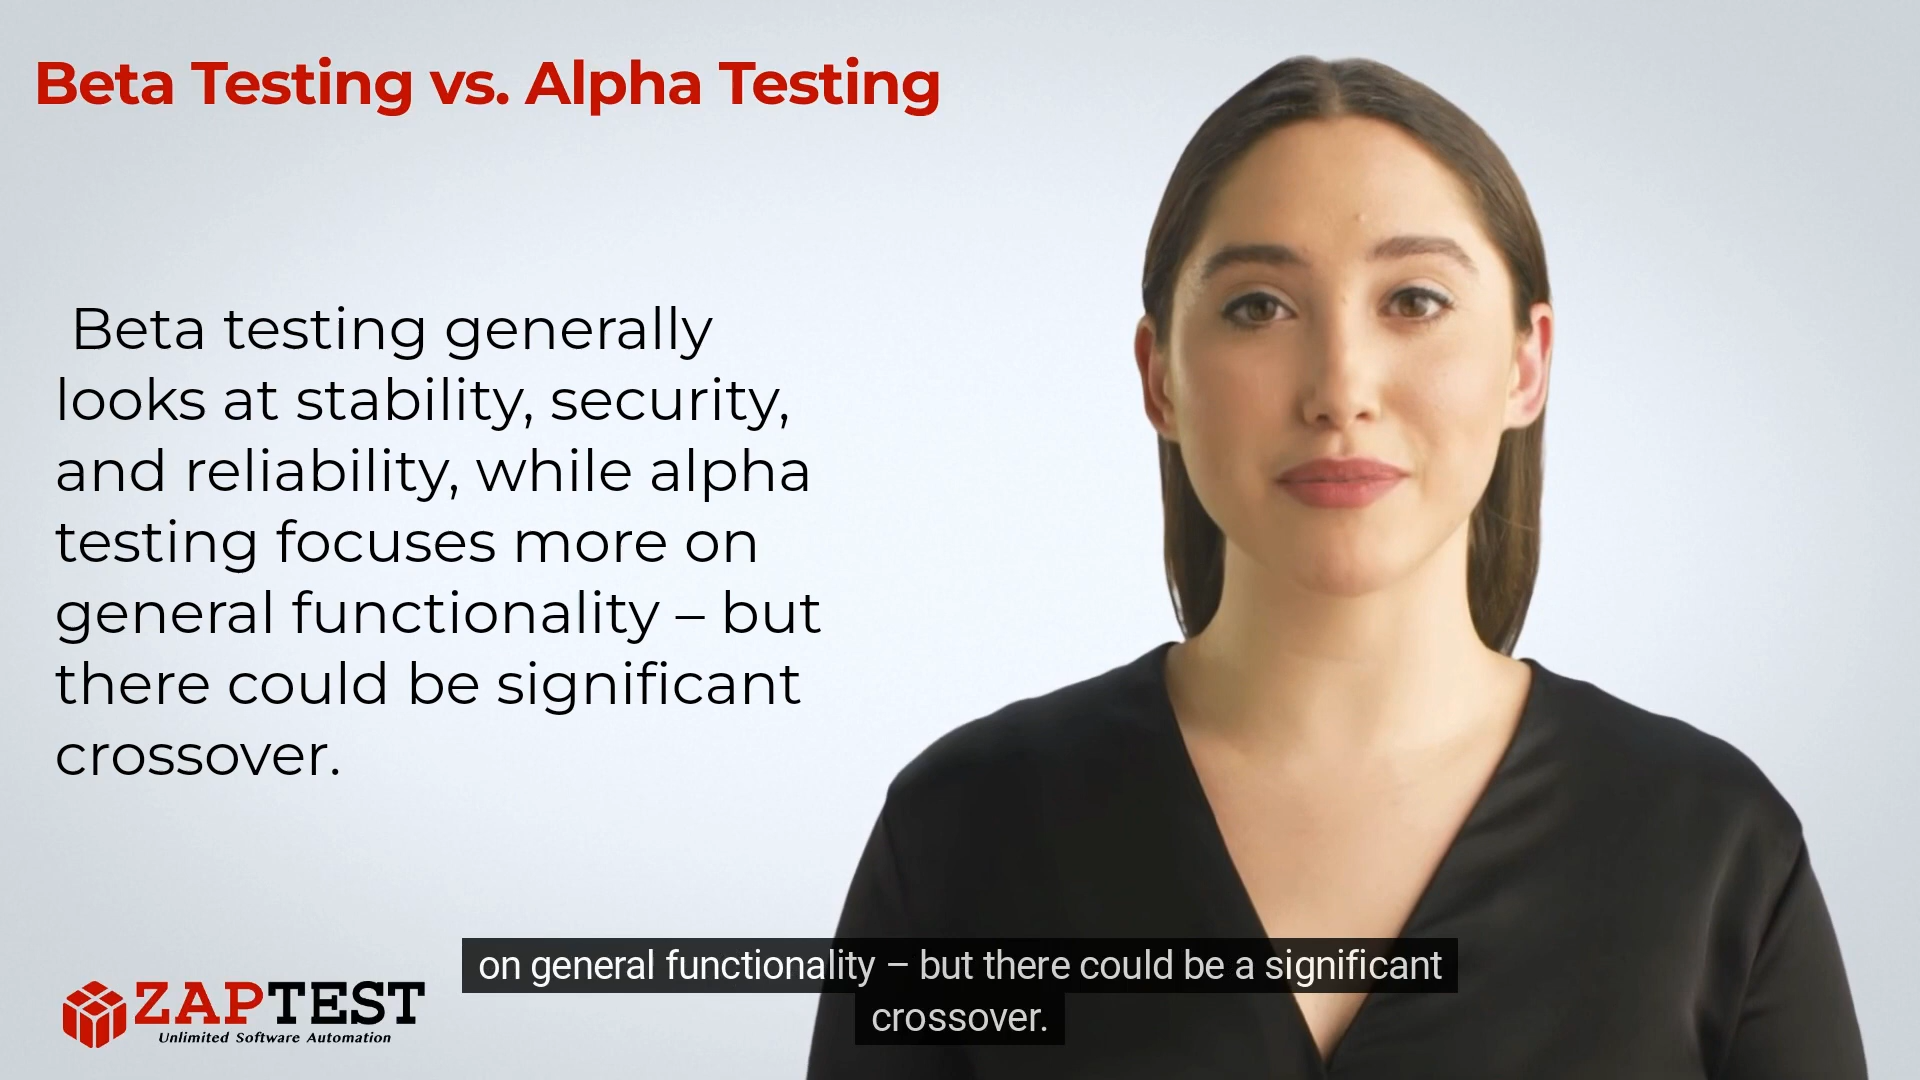 Beta Testing vs. Alpha Testing
Beta testing generally
looks at stability, security,
and reliability, while alpha
testing focuses more on
general functionality – but
there could be significant
crossover.
ZAPTEST
Unlimited Software Automation
on general functionality – but there could be a significant
crossover.